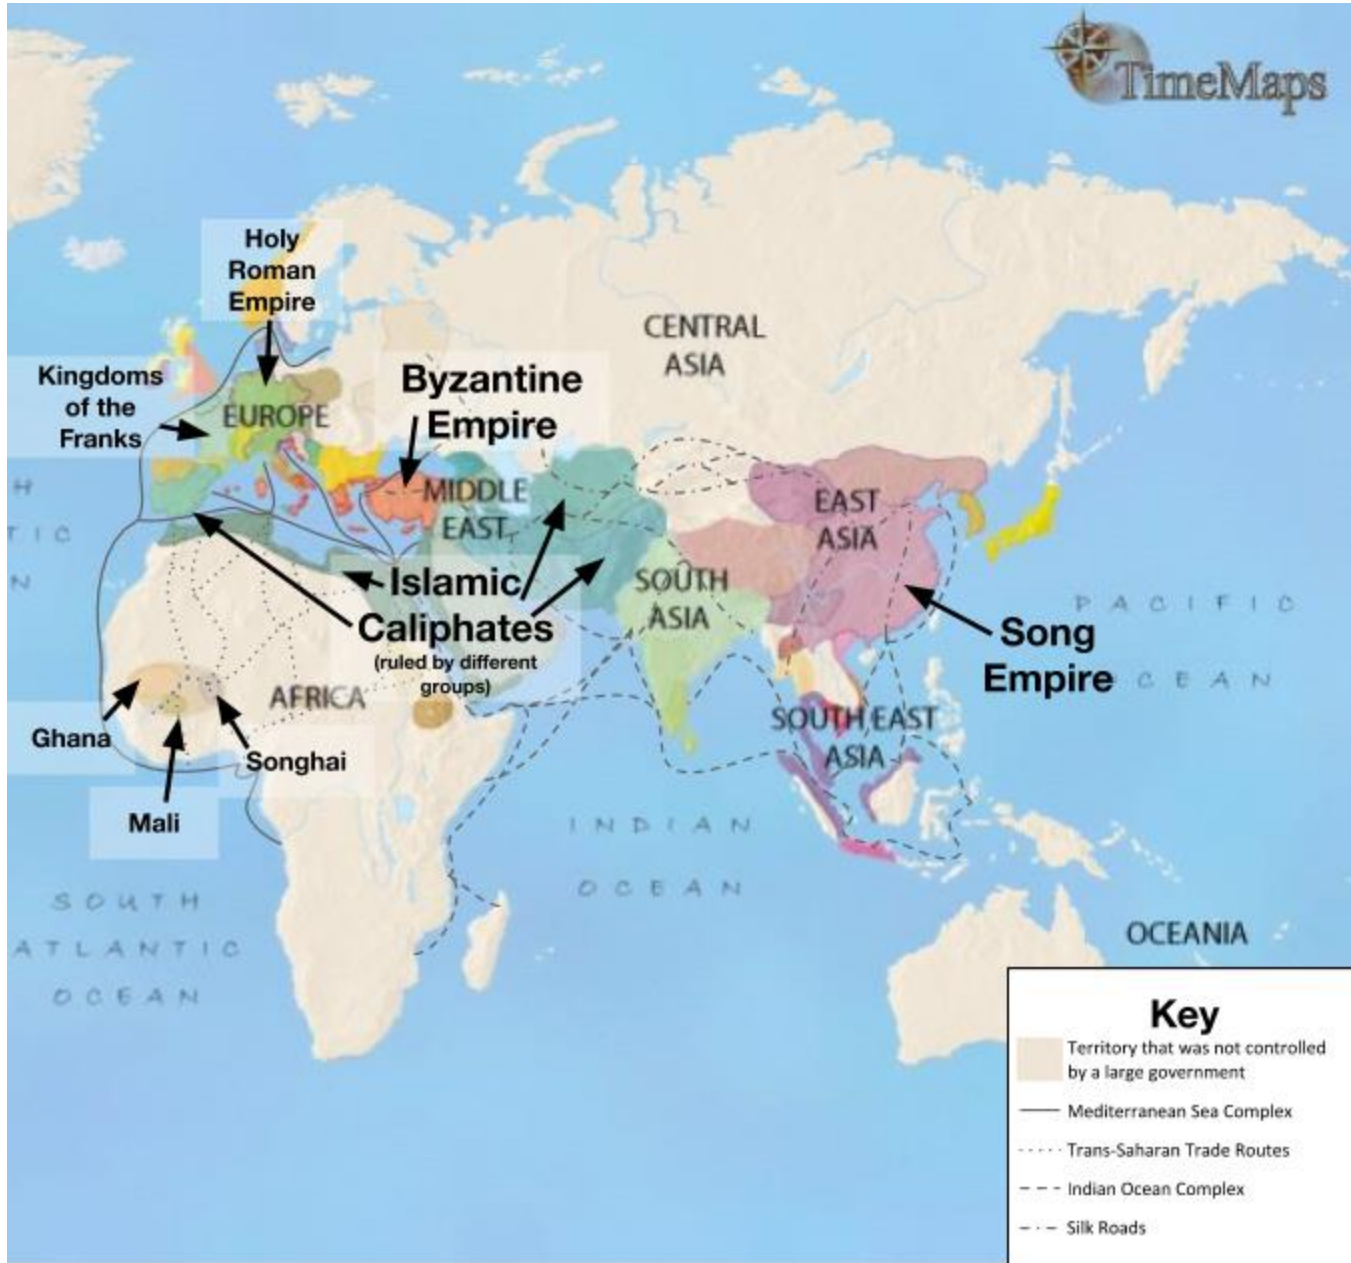 TimeMaps
Holy
Roman
Empire
CENTRAL
ASIA
Kingdoms
of the
Franks
EUROPE
Byzantine
Empire
H
TIC
N
MIDDLE
EAST
EAST
ASIA
Islamic
Caliphates
(ruled by different
groups)
SOUTH
ASIA
PACIFIC
OCEAN
Song
Empire
AFRICA
Ghana
Songhai
Mali
SOUTH EAST
ASIA
INDIAN
OCEAN
SOUTH
ATLANTIC
OCEAN
OCEANIA
Key
Territory that was not controlled
by a large government
Mediterranean Sea Complex
Trans-Saharan Trade Routes
Indian Ocean Complex
Silk Roads